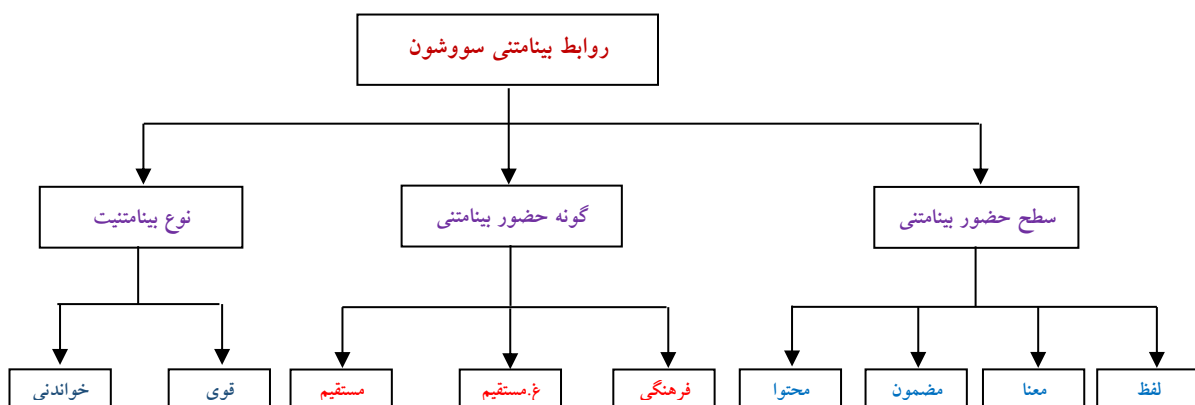 روابط بینامتنی سووشون
سطح حضور بینامتنی
گونه حضور بینامتنی
نوع بینامتنیت
لفظ
معنا
مضمون
محتوا
فرهنگی
غ.مستقیم
مستقیم
قوی
خواندنی